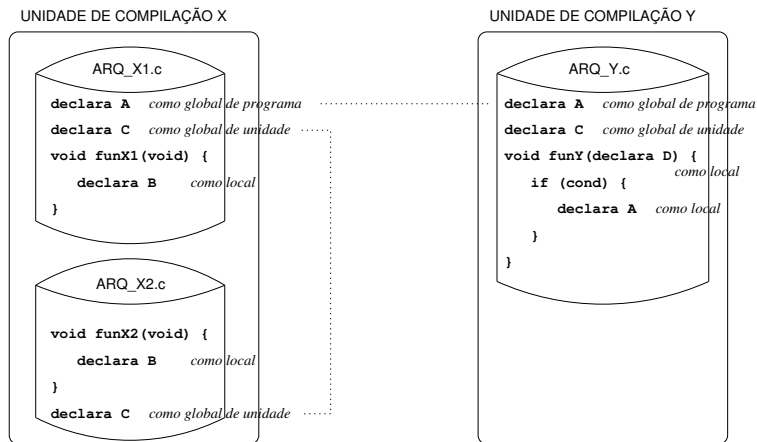 UNIDADE DE COMPILAÇÃO X
ARQ_X1.c
declara A como global de programa
declara C como global de unidade
void funX1(void) {
declara B como local
}
ARQ_X2.c
void funX2(void) {
declara B como local
}
declara C como global de unidade
UNIDADE DE COMPILAÇÃO Y
ARQ_Y.c
declara A como global de programa
declara C como global de unidade
void funY(declara D) {
como local
if (cond) {
declara A como local
}
}